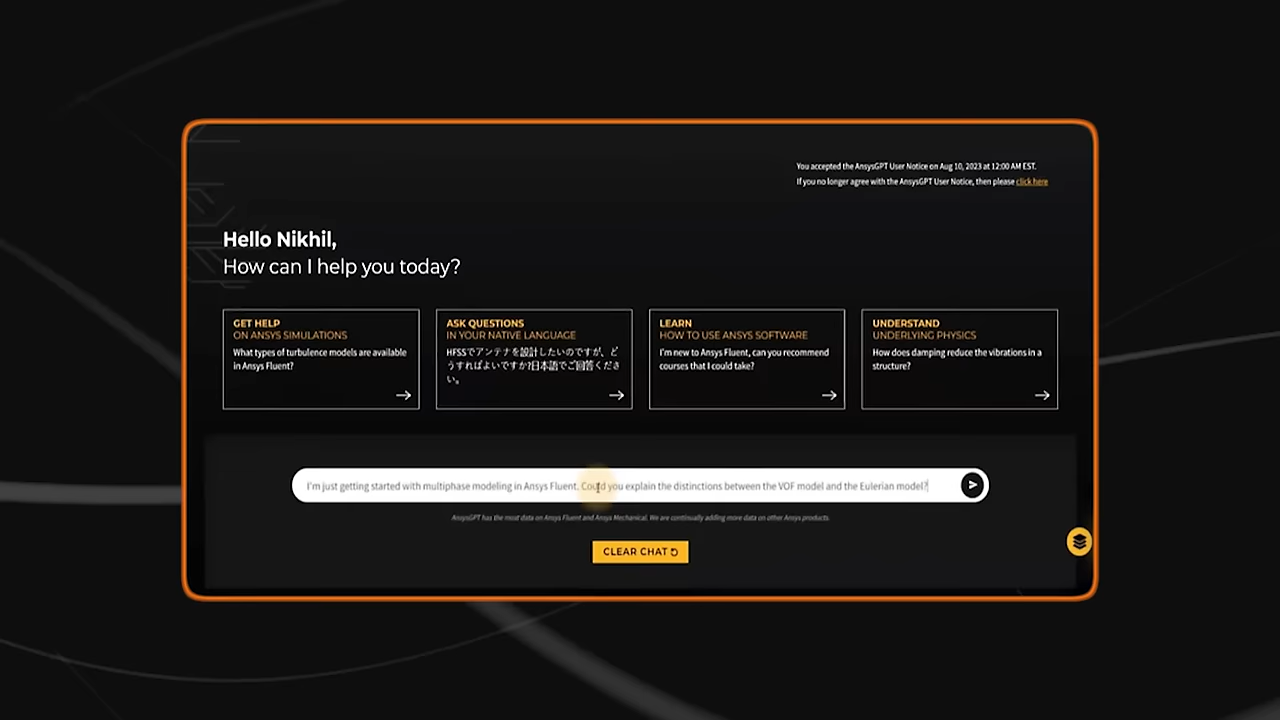 You accepted the AnsysGPT User Notice on Aug 10, 2023 at 12:00 AM EST.
If you no longer agree with the AnsysGPT User Notice, then please click here
Hello Nikhil,
How can I help you today?
GET HELP
ON ANSYS SIMULATIONS
What types of turbulence models are available
in Ansys Fluent?
ASK QUESTIONS
IN YOUR NATIVE LANGUAGE
HFSSでアンテナを設計したいのですが、ど
うすればよいですか?日本語でご回答くださ
い。
LEARN
HOW TO USE ANSYS SOFTWARE
I'm new to Ansys Fluent, can you recommend
courses that I could take?
UNDERSTAND
UNDERLYING PHYSICS
How does damping reduce the vibrations in a
structure?
I'm just getting started with multiphase modeling in Ansys Fluent. Could you explain the distinctions between the VOF model and the Eulerian model?
AnsysGPT has the most data on Ansys Fluent and Ansys Mechanical. We are continually adding more data on other Ansys products.
CLEAR CHAT